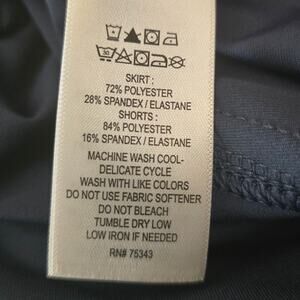 SKIRT :
72% POLYESTER
28% SPANDEX / ELASTANE
SHORTS :
84% POLYESTER
16% SPANDEX / ELASTANE
MACHINE WASH COOL-
DELICATE CYCLE
WASH WITH LIKE COLORS
DO NOT USE FABRIC SOFTENER
DO NOT BLEACH
TUMBLE DRY LOW
LOW IRON IF NEEDED
RN# 75343